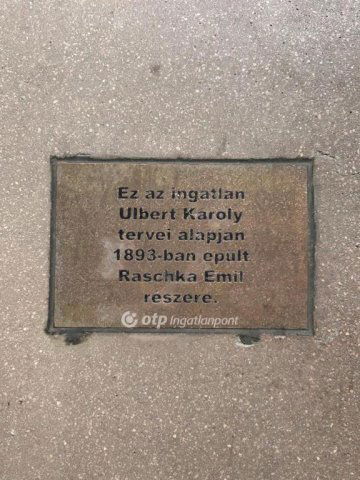 Ez az ingatlan
Ulbert Karoly
tervei alapjan
1893-ban epult
Raschka Emil
reszere.
otp Ingatlanpont